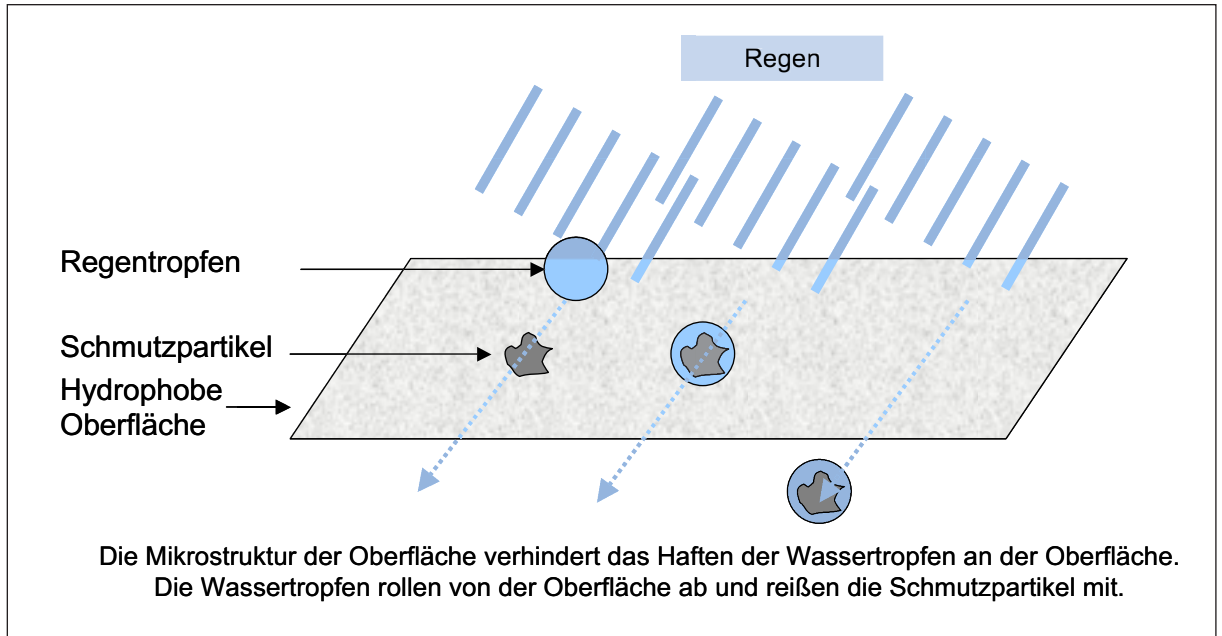 Regen
Regentropfen
Schmutzpartikel
Hydrophobe
Oberfläche
Die Mikrostruktur der Oberfläche verhindert das Haften der Wassertropfen an der Oberfläche.
Die Wassertropfen rollen von der Oberfläche ab und reißen die Schmutzpartikel mit.